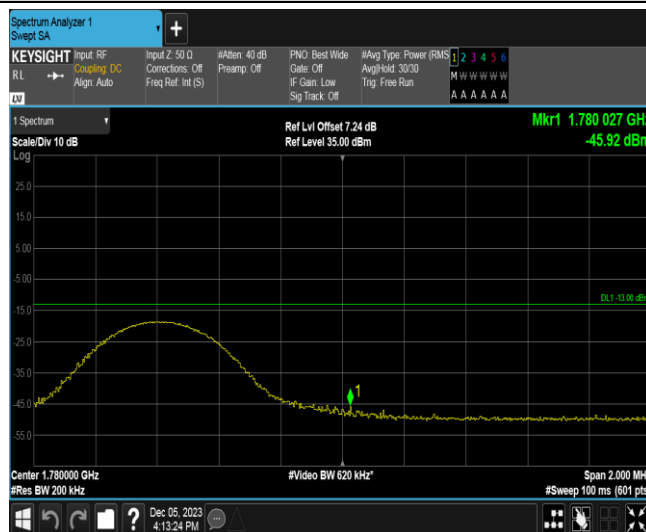 Spectrum Analyzer 1
Swept SA
+
KEYSIGHT Input: RF Input Z: 50 Ω #Atten: 40 dB PNO: Best Wide #Avg Type: Power (RMS 1 2 3 4 5 6
RL Coupling: DC Corrections: Off Preamp: Off Gate: Off Avg|Hold: 30/30 M W W W W W
Align: Auto Freq Ref: Int (S) IF Gain: Low Trig: Free Run
Sig Track: Off A A A A A A
LXI
1 Spectrum
Scale/Div 10 dB
Ref Lvl Offset 7.24 dB
Ref Level 35.00 dBm
Mkr1 1.780 027 GHz
-45.92 dBm
Log
25.0
15.0
5.00
-5.00
DL1 -13.00 dBm
-15.0
-25.0
-35.0
-45.0
1
-55.0
Center 1.780000 GHz #Video BW 620 kHz* Span 2.000 MH
#Res BW 200 kHz #Sweep 100 ms (601 pts
? Dec 05, 2023
4:13:24 PM